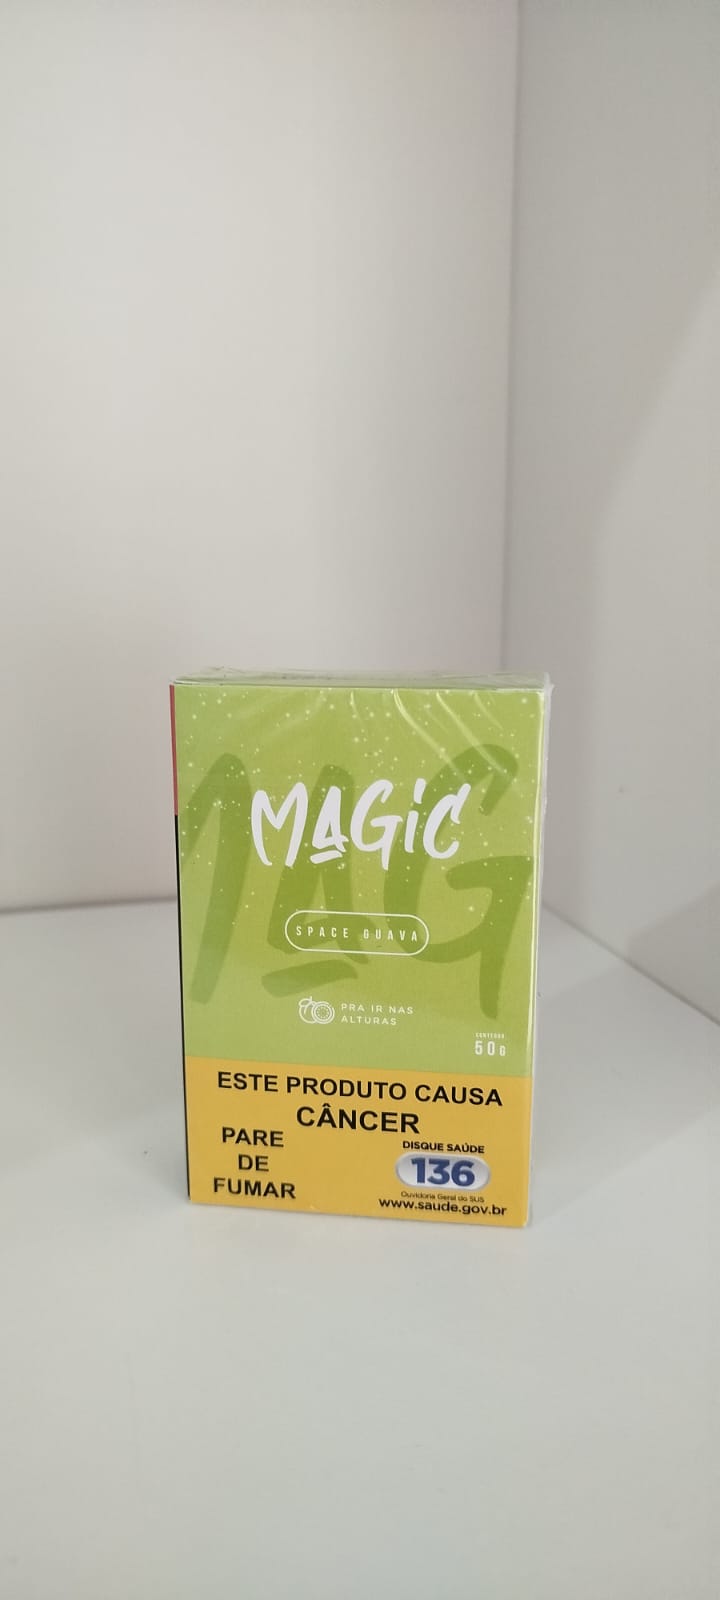 MAGIC
SPACE GUAVA
PRA IR NAS
ALTURAS
CONTEÚDO
50G
ESTE PRODUTO CAUSA
CÂNCER
PARE
DE
FUMAR
DISQUE SAÚDE
136
Ouvidoria Geral do SUS
www.saude.gov.br